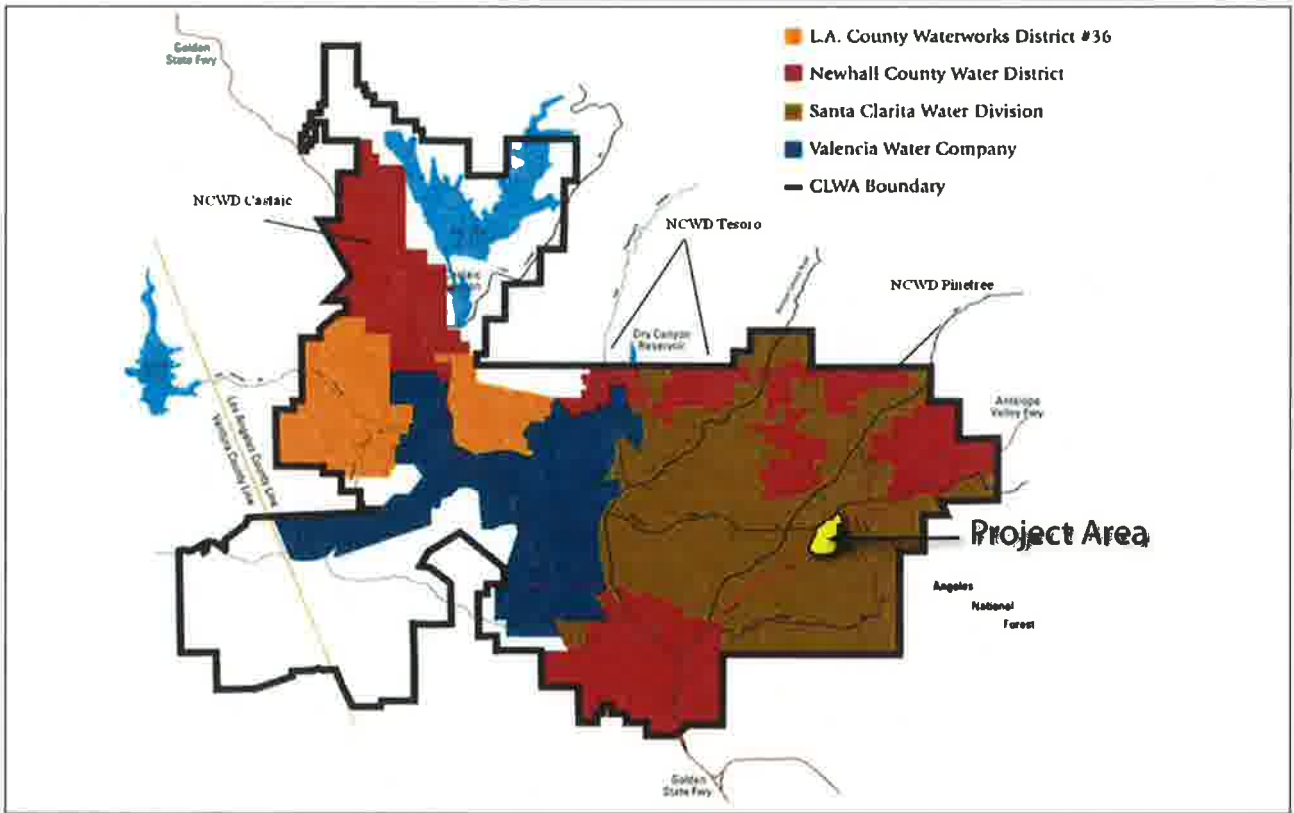 Golden
State Fwy
L.A. County Waterworks District #36
Newhall County Water District
Santa Clarita Water Division
Valencia Water Company
CLWA Boundary
NCWD Castaic
NCWD Tesoro
NCWD Pinetree
Dry Canyon
Reservoir
Antelope
Valley Fwy
Los Angeles County Line
Ventura County Line
Project Area
Angeles
National
Forest
Golden
State Fwy